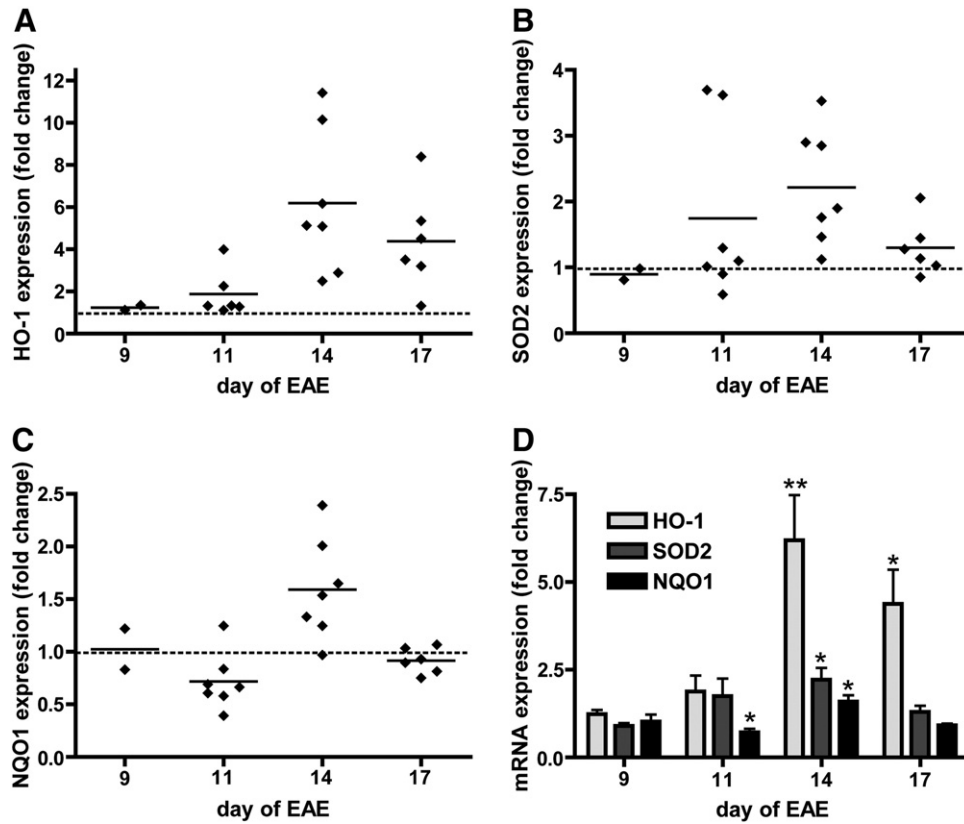 A
HO-1 expression (fold change)
12
10
8
6
4
2
0
9 11 14 17
day of EAE
B
SOD2 expression (fold change)
4
3
2
1
0
9 11 14 17
day of EAE
C
NQO1 expression (fold change)
2.5
2.0
1.5
1.0
0.5
0.0
9 11 14 17
day of EAE
D
mRNA expression (fold change)
7.5
5.0
2.5
0.0
HO-1
SOD2
NQO1
*
**
*
*
*
9 11 14 17
day of EAE